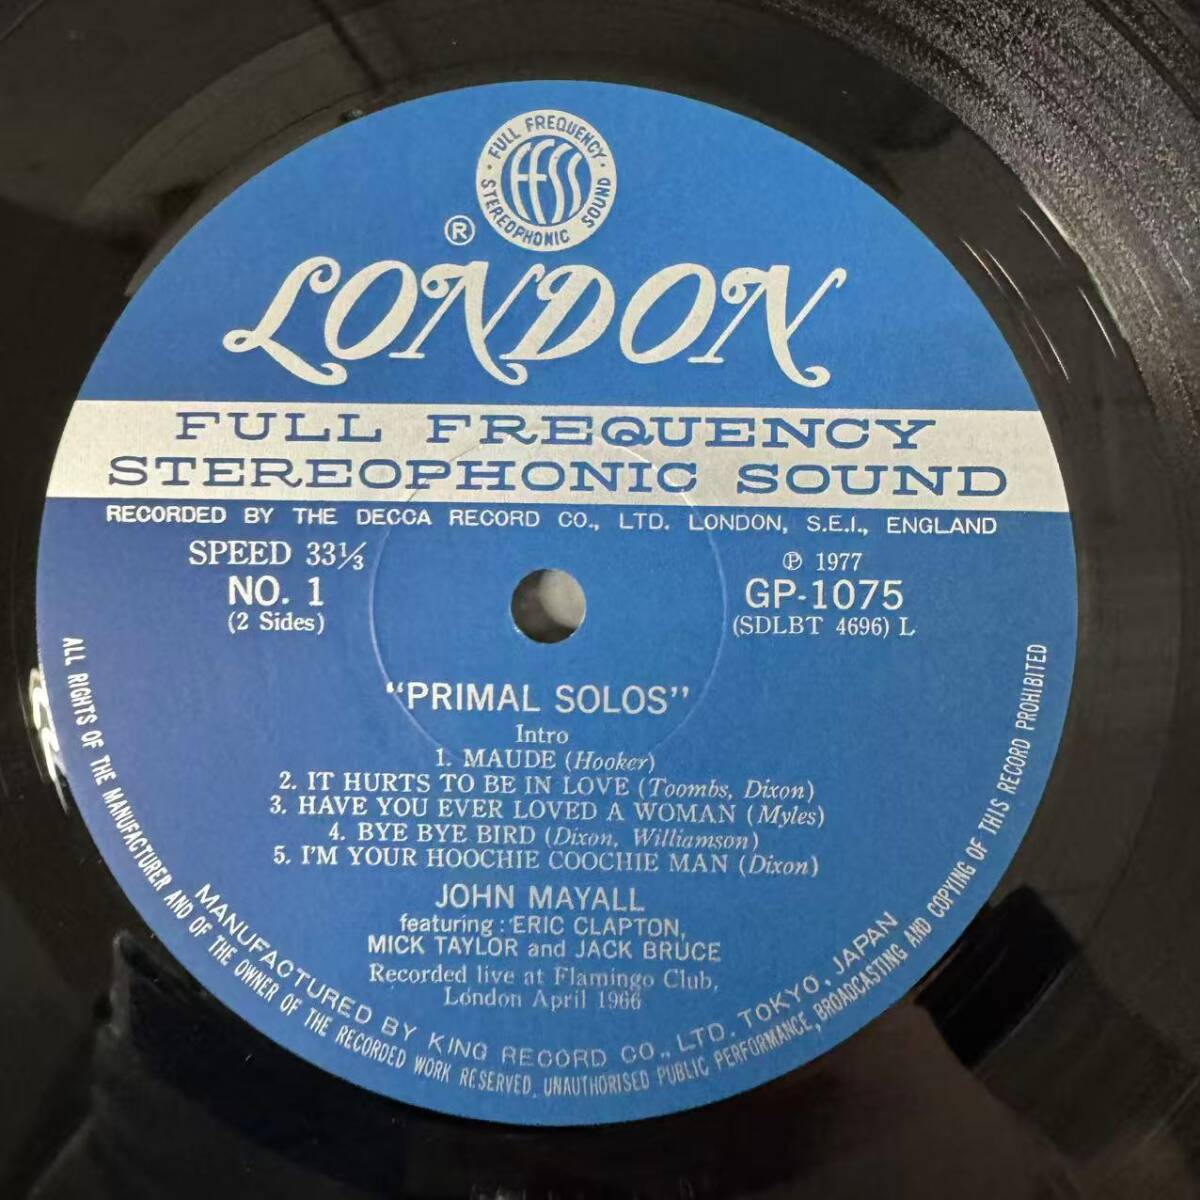 FULL FREQUENCY
STEREOPHONIC SOUND
FFSS
®
LONDON
FULL FREQUENCY
STEREOPHONIC SOUND
RECORDED BY THE DECCA RECORD CO., LTD. LONDON, S.E.I., ENGLAND
SPEED 33⅓
NO. 1
(2 Sides)
℗ 1977
GP-1075
(SDLBT 4696) L
"PRIMAL SOLOS"
Intro
1. MAUDE (Hooker)
2. IT HURTS TO BE IN LOVE (Toombs, Dixon)
3. HAVE YOU EVER LOVED A WOMAN (Myles)
4. BYE BYE BIRD (Dixon, Williamson)
5. I'M YOUR HOOCHIE COOCHIE MAN (Dixon)
JOHN MAYALL
featuring: ERIC CLAPTON,
MICK TAYLOR and JACK BRUCE
Recorded live at Flamingo Club,
London April 1966
MANUFACTURED BY KING RECORD CO., LTD. TOKYO, JAPAN
ALL RIGHTS OF THE MANUFACTURER AND OF THE OWNER OF THE RECORDED WORK RESERVED. UNAUTHORISED PUBLIC PERFORMANCE, BROADCASTING AND COPYING OF THIS RECORD PROHIBITED